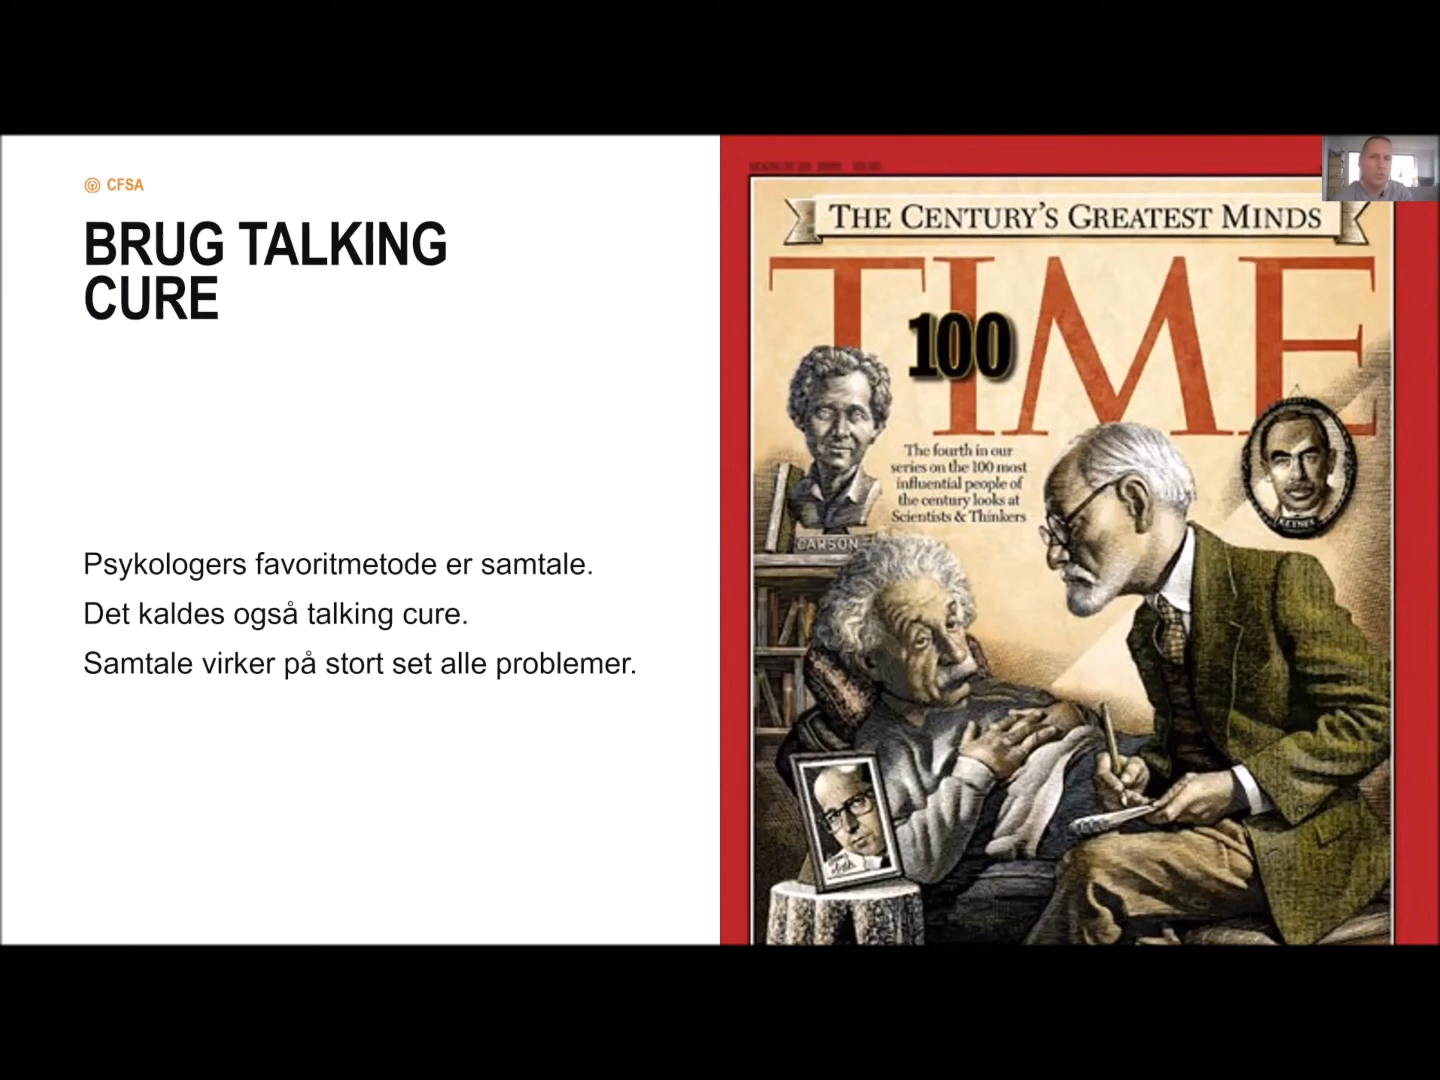 CFSA
BRUG TALKING
CURE
Psykologers favoritmetode er samtale.
Det kaldes også talking cure.
Samtale virker på stort set alle problemer.
THE CENTURY'S GREATEST MINDS
TIME
100
The fourth in our
series on the 100 most
influential people of
the century looks at
Scientists & Thinkers
CARSON
KEYNES